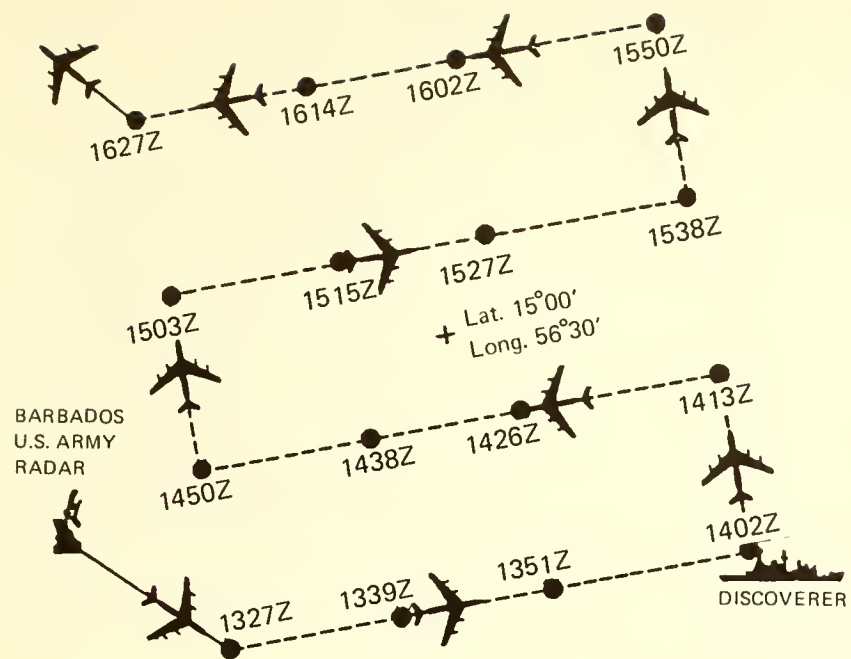 1550Z
1602Z
1614Z
1627Z
1538Z
1527Z
1515Z
1503Z
+ Lat. 15°00′
Long. 56°30′
1413Z
1426Z
1438Z
1450Z
BARBADOS
U.S. ARMY
RADAR
1402Z
1351Z
1339Z
1327Z
DISCOVERER